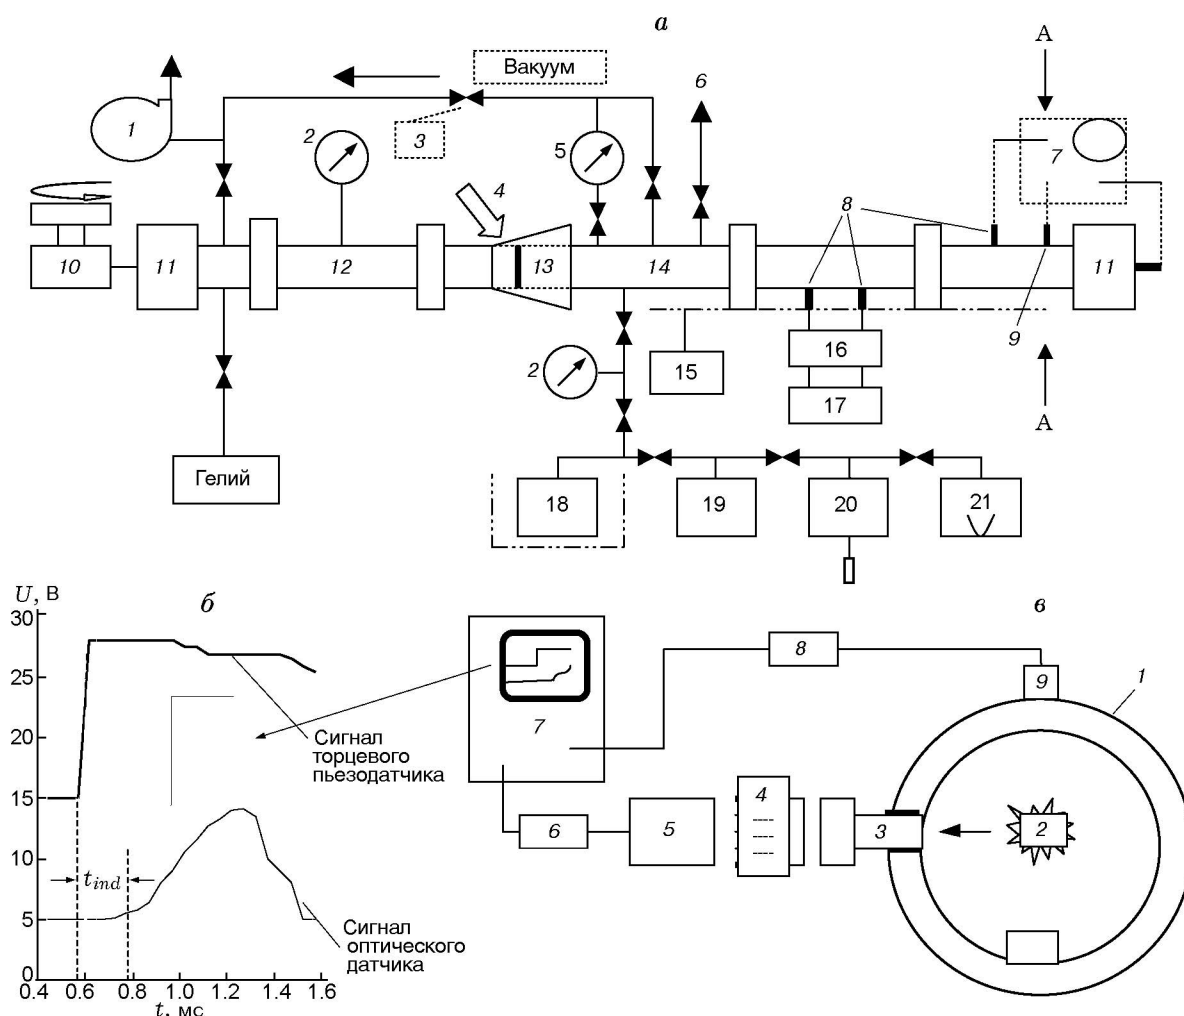 а
А
Вакуум
1
2
3
4
5
6
7
8
9
10
11
12
13
14
11
2
15
16
17
А
Гелий
18
19
20
21
U, В
б
30
25
20
15
10
5
0
Сигнал
торцевого
пьезодатчика
t_ind
Сигнал
оптического
датчика
0.4 0.6 0.8 1.0 1.2 1.4 1.6
t, мс
в
1
2
3
4
5
6
7
8
9